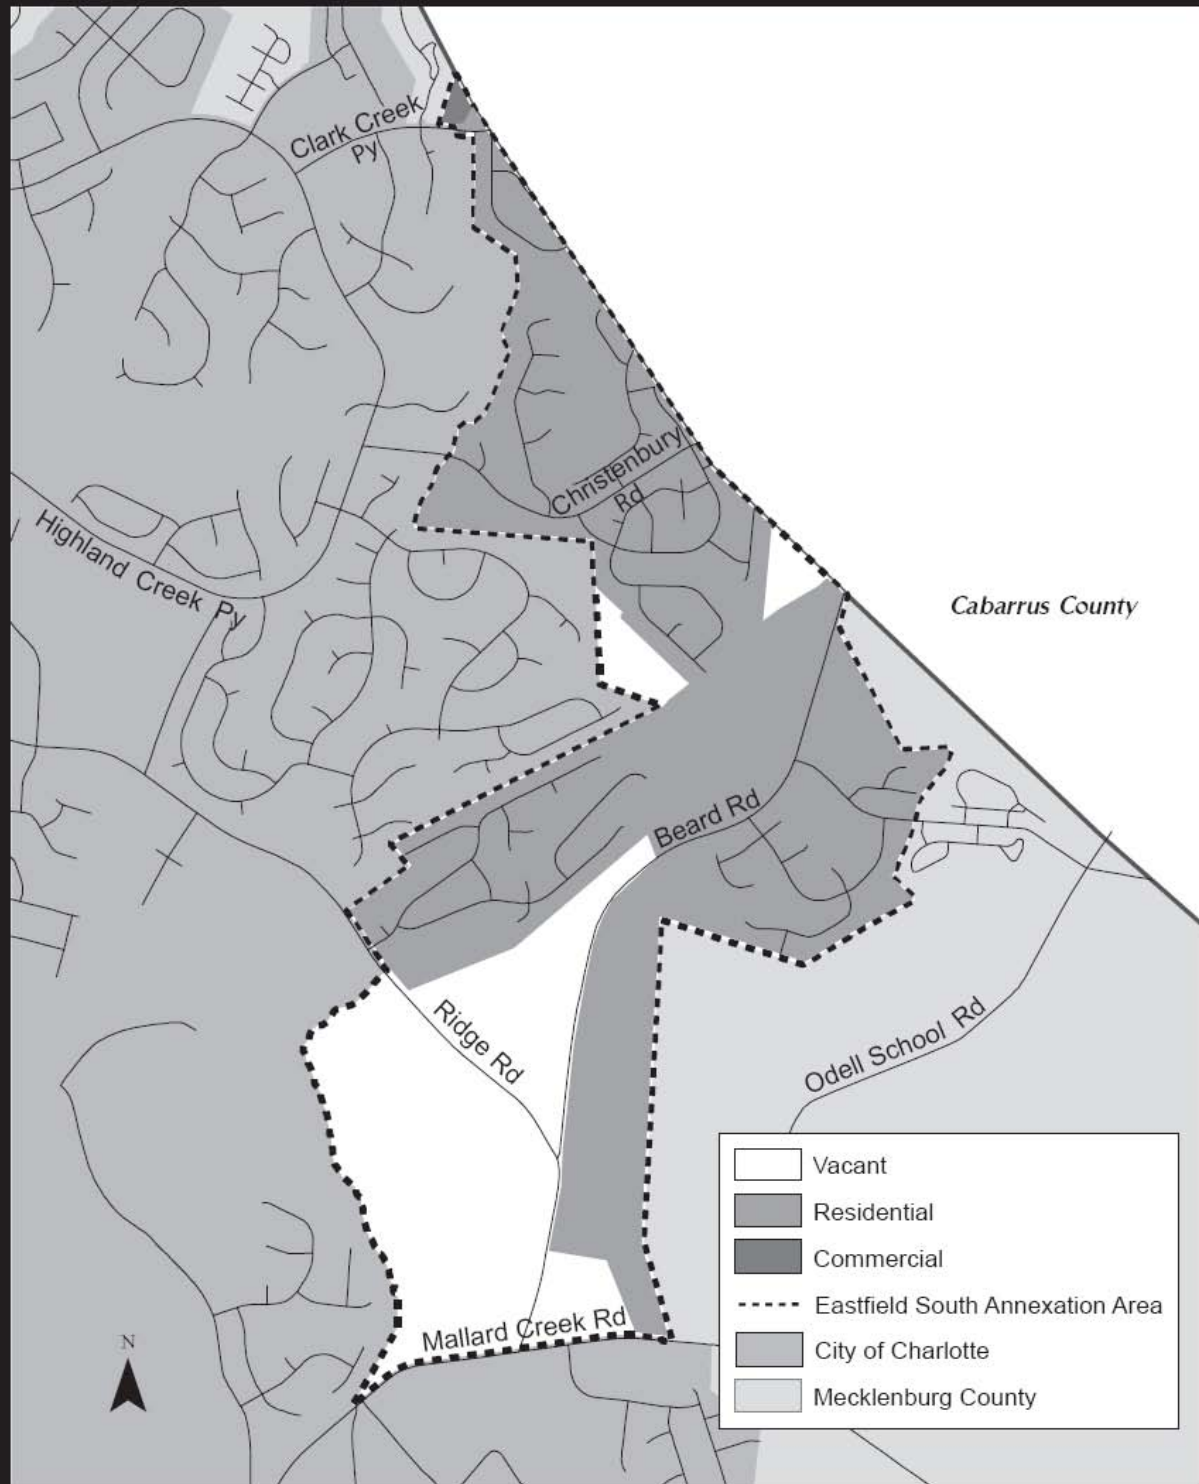 Clark Creek
Py
Christenbury
Rd
Highland Creek Py
Cabarrus County
Beard Rd
Ridge Rd
Odell School Rd
Mallard Creek Rd
N
Vacant
Residential
Commercial
Eastfield South Annexation Area
City of Charlotte
Mecklenburg County